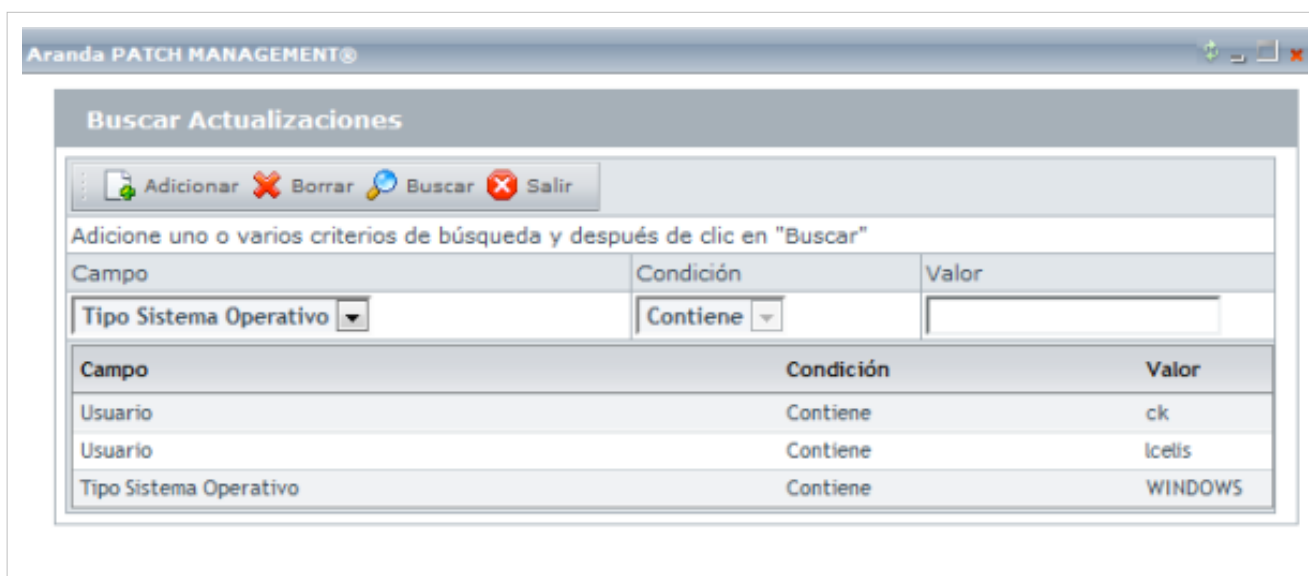 Aranda PATCH MANAGEMENT®
Buscar Actualizaciones
Adicionar Borrar Buscar Salir
Adicione uno o varios criterios de búsqueda y después de clic en "Buscar"
Campo Condición Valor
Tipo Sistema Operativo Contiene
Campo Condición Valor
Usuario Contiene ck
Usuario Contiene lcelis
Tipo Sistema Operativo Contiene WINDOWS